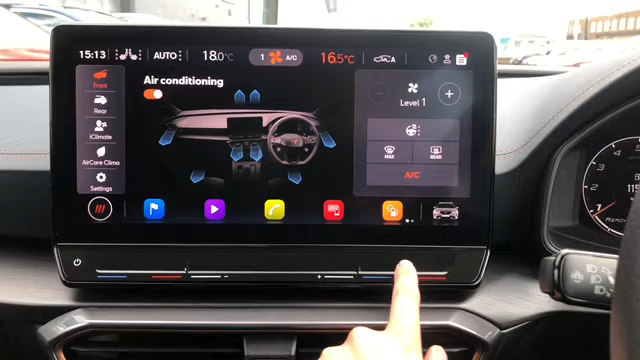 15:13 AUTO 18.0°C 1 A/C 16.5°C A
Air conditioning
Front
Rear
iClimate
AirCare Clima
Settings
Level 1
MAX REAR
A/C
READY